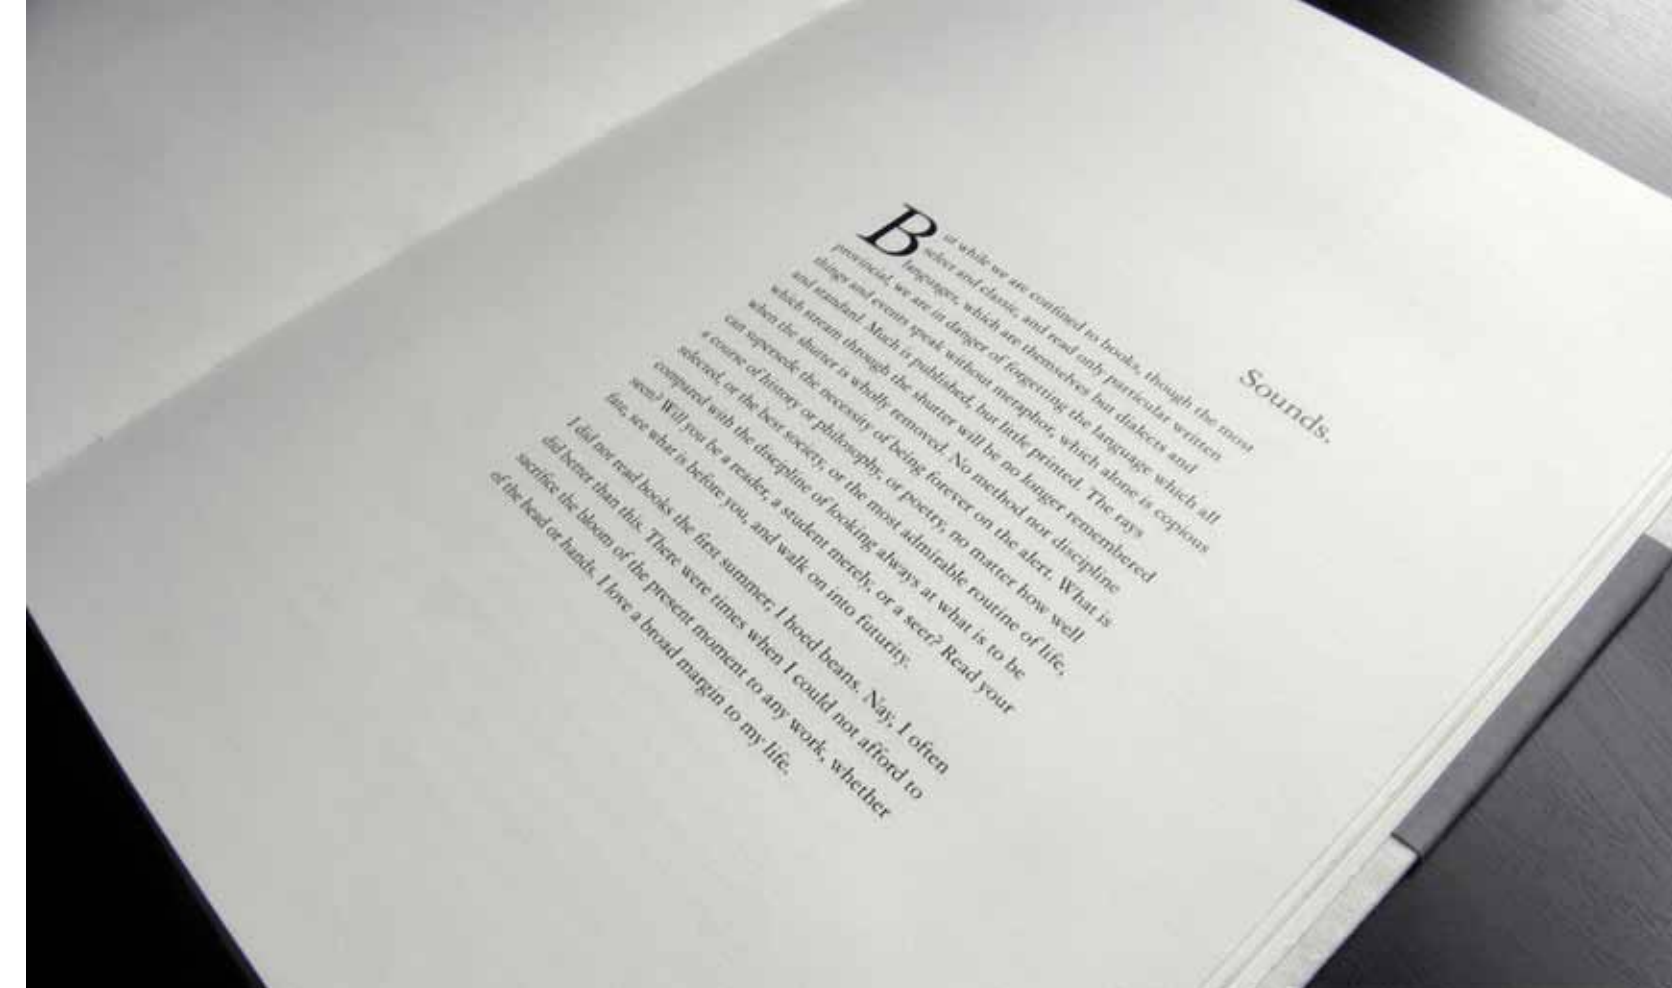 Sounds.
But while we are confined to books, though the most
select and classic, and read only particular written
languages, which are themselves but dialects and
provincial, we are in danger of forgetting the language which all
things and events speak without metaphor, which alone is copious
and standard. Much is published, but little printed. The rays
which stream through the shutter will be no longer remembered
when the shutter is wholly removed. No method nor discipline
can supersede the necessity of being forever on the alert. What is
a course of history or philosophy, or poetry, no matter how well
selected, or the best society, or the most admirable routine of life,
compared with the discipline of looking always at what is to be
seen? Will you be a reader, a student merely, or a seer? Read your
fate, see what is before you, and walk on into futurity.
I did not read books the first summer; I hoed beans. Nay, I often
did better than this. There were times when I could not afford to
sacrifice the bloom of the present moment to any work, whether
of the head or hands. I love a broad margin to my life.